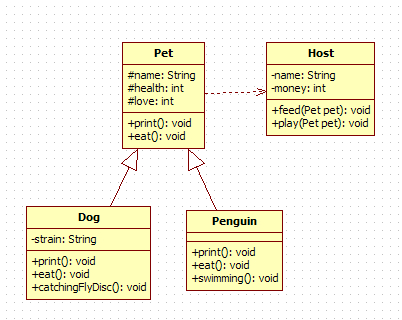 Pet
#name: String
#health: int
#love: int
+print(): void
+eat(): void
Host
-name: String
-money: int
+feed(Pet pet): void
+play(Pet pet): void
Dog
-strain: String
+print(): void
+eat(): void
+catchingFlyDisc(): void
Penguin
+print(): void
+eat(): void
+swimming(): void